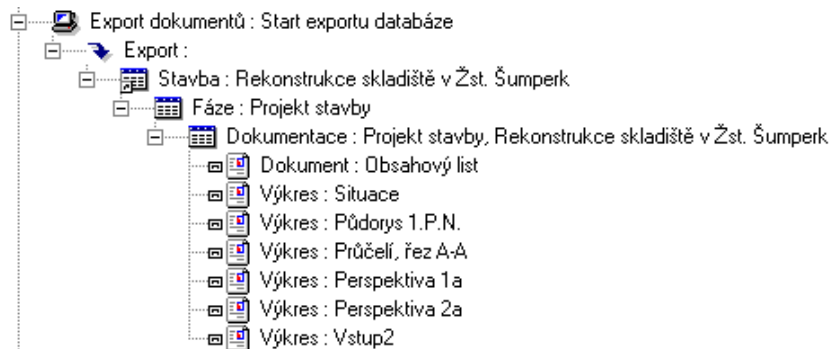 Export dokumentů : Start exportu databáze
Export :
Stavba : Rekonstrukce skladiště v Žst. Šumperk
Fáze : Projekt stavby
Dokumentace : Projekt stavby, Rekonstrukce skladiště v Žst. Šumperk
Dokument : Obsahový list
Výkres : Situace
Výkres : Půdorys 1.P.N.
Výkres : Průčelí, řez A-A
Výkres : Perspektiva 1a
Výkres : Perspektiva 2a
Výkres : Vstup2